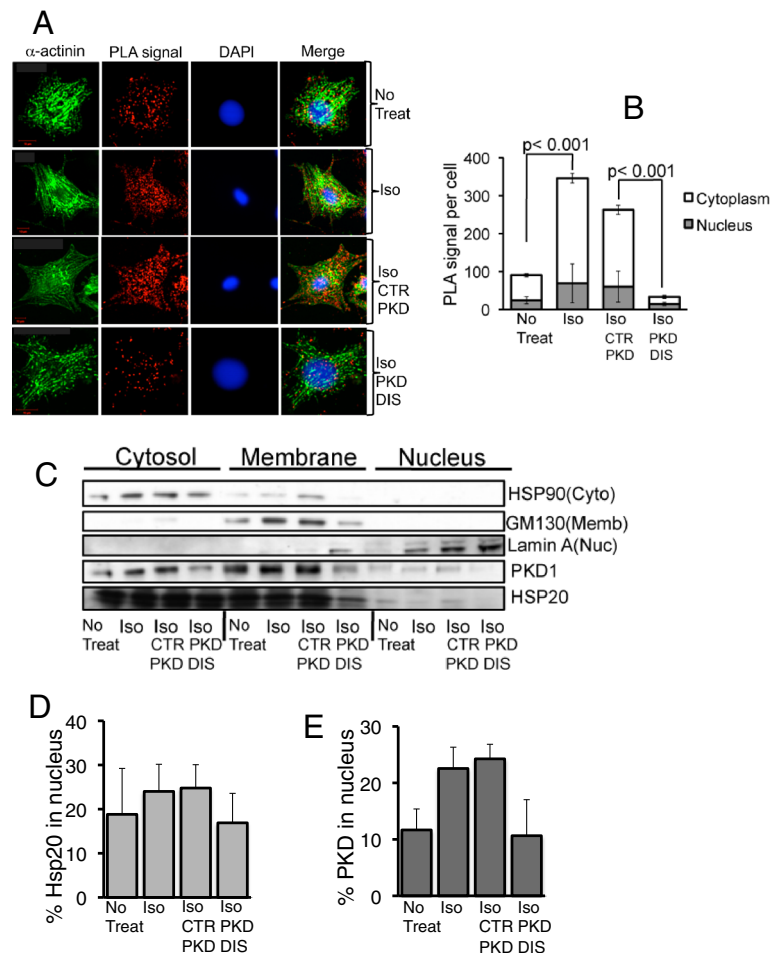 A
α-actinin PLA signal DAPI Merge
No
Treat
Iso
Iso
CTR
PKD
Iso
PKD
DIS
B
p< 0.001
p< 0.001
PLA signal per cell
400
300
200
100
0
Cytoplasm
Nucleus
No Iso Iso Iso
Treat CTR PKD
PKD DIS
C
Cytosol Membrane Nucleus
HSP90(Cyto)
GM130(Memb)
Lamin A(Nuc)
PKD1
HSP20
No Iso Iso Iso No Iso Iso Iso No Iso Iso Iso
Treat CTR PKD Treat CTR PKD Treat CTR PKD
PKD DIS PKD DIS PKD DIS
D
% Hsp20 in nucleus
40
30
20
10
0
No Iso Iso Iso
Treat CTR PKD
PKD DIS
E
% PKD in nucleus
30
20
10
0
No Iso Iso Iso
Treat CTR PKD
PKD DIS